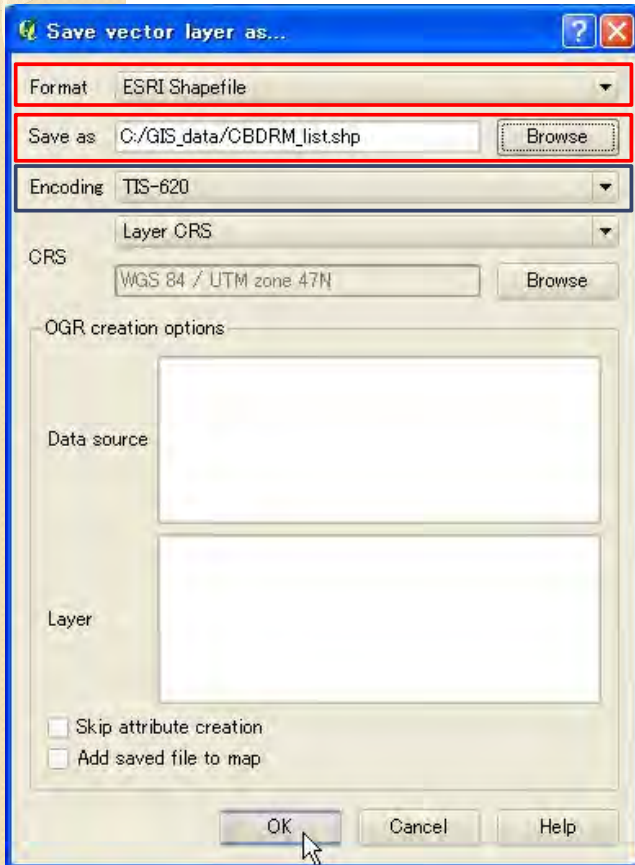 Save vector layer as...
Format ESRI Shapefile
Save as C:/GIS_data/CBDRM_list.shp Browse
Encoding TIS-620
Layer CRS
CRS
WGS 84 / UTM zone 47N Browse
OGR creation options
Data source
Layer
Skip attribute creation
Add saved file to map
OK Cancel Help